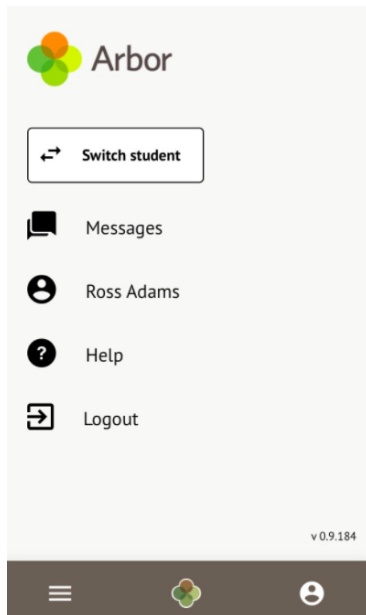 Arbor
Switch student
Messages
Ross Adams
Help
Logout
v 0.9.184